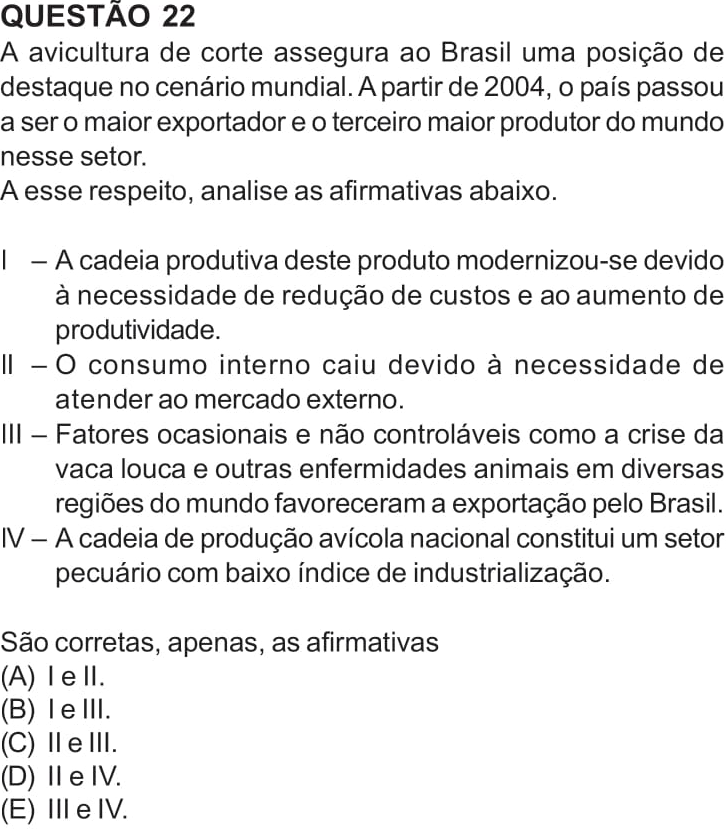 QUESTÃO 22
A avicultura de corte assegura ao Brasil uma posição de
destaque no cenário mundial. A partir de 2004, o país passou
a ser o maior exportador e o terceiro maior produtor do mundo
nesse setor.
A esse respeito, analise as afirmativas abaixo.
I – A cadeia produtiva deste produto modernizou-se devido
à necessidade de redução de custos e ao aumento de
produtividade.
II – O consumo interno caiu devido à necessidade de
atender ao mercado externo.
III – Fatores ocasionais e não controláveis como a crise da
vaca louca e outras enfermidades animais em diversas
regiões do mundo favoreceram a exportação pelo Brasil.
IV – A cadeia de produção avícola nacional constitui um setor
pecuário com baixo índice de industrialização.
São corretas, apenas, as afirmativas
(A) I e II.
(B) I e III.
(C) II e III.
(D) II e IV.
(E) III e IV.